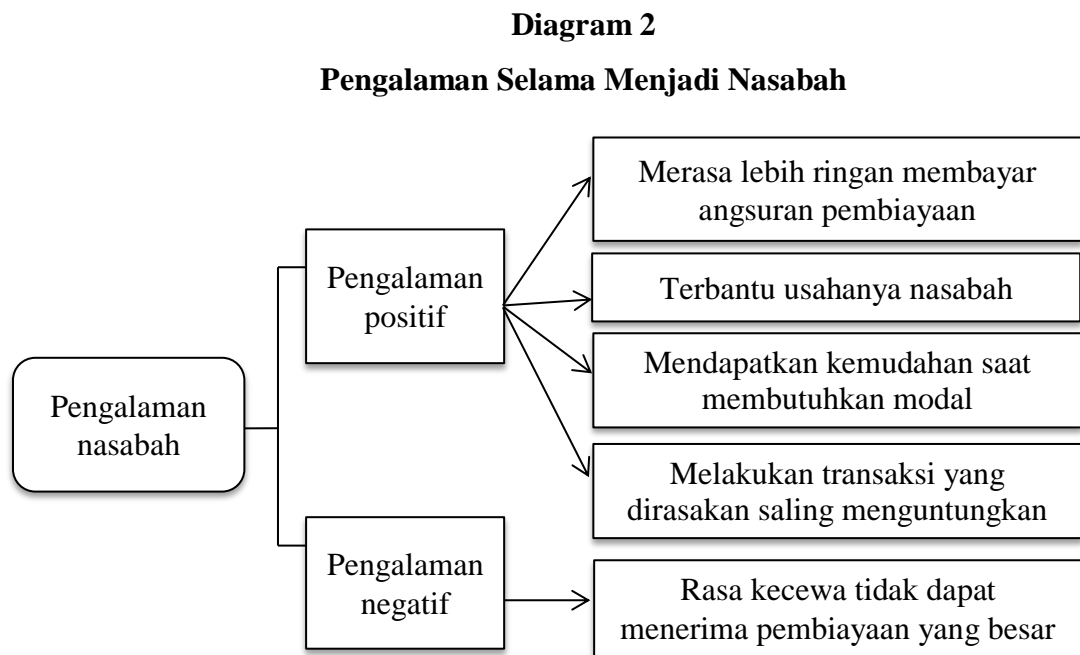 Diagram 2
Pengalaman Selama Menjadi Nasabah
Pengalaman
nasabah
Pengalaman
positif
Merasa lebih ringan membayar
angsuran pembiayaan
Terbantu usahanya nasabah
Mendapatkan kemudahan saat
membutuhkan modal
Melakukan transaksi yang
dirasakan saling menguntungkan
Pengalaman
negatif
Rasa kecewa tidak dapat
menerima pembiayaan yang besar